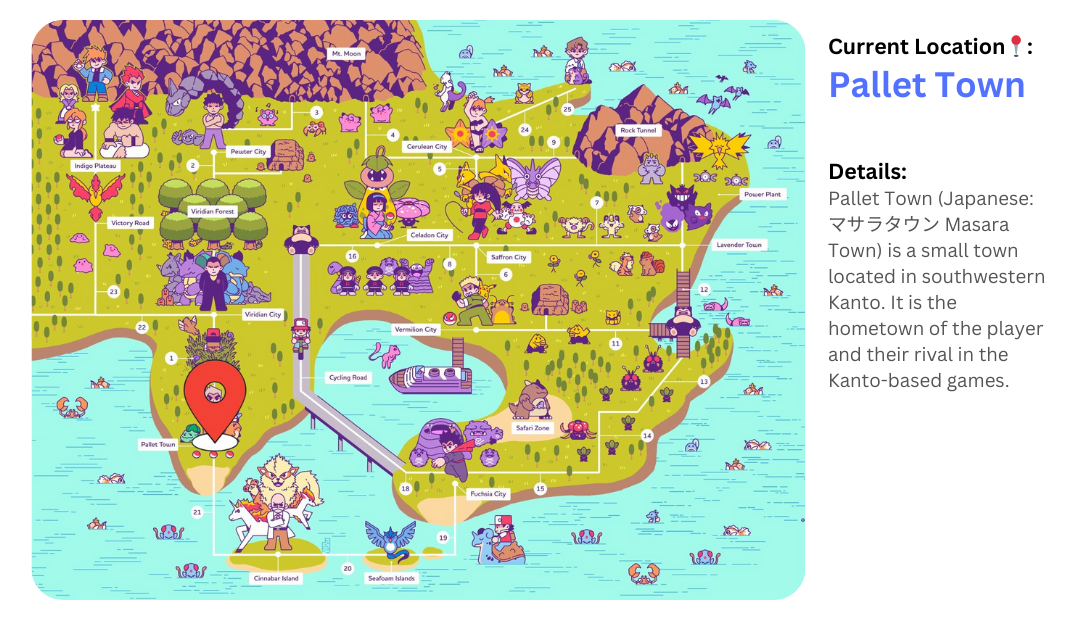 Current Location📍:
Pallet Town
Details:
Pallet Town (Japanese:
マサラタウン Masara
Town) is a small town
located in southwestern
Kanto. It is the
hometown of the player
and their rival in the
Kanto-based games.
Mt. Moon
25
3
24
Rock Tunnel
4
9
Cerulean City
Pewter City
2
5
Indigo Plateau
Power Plant
7
Viridian Forest
Victory Road
Celadon City
Lavender Town
16
8
Saffron City
6
23
12
Viridian City
22
Vermilion City
11
1
Cycling Road
13
Safari Zone
14
Pallet Town
18
Fuchsia City
15
21
19
20
Cinnabar Island
Seafoam Islands